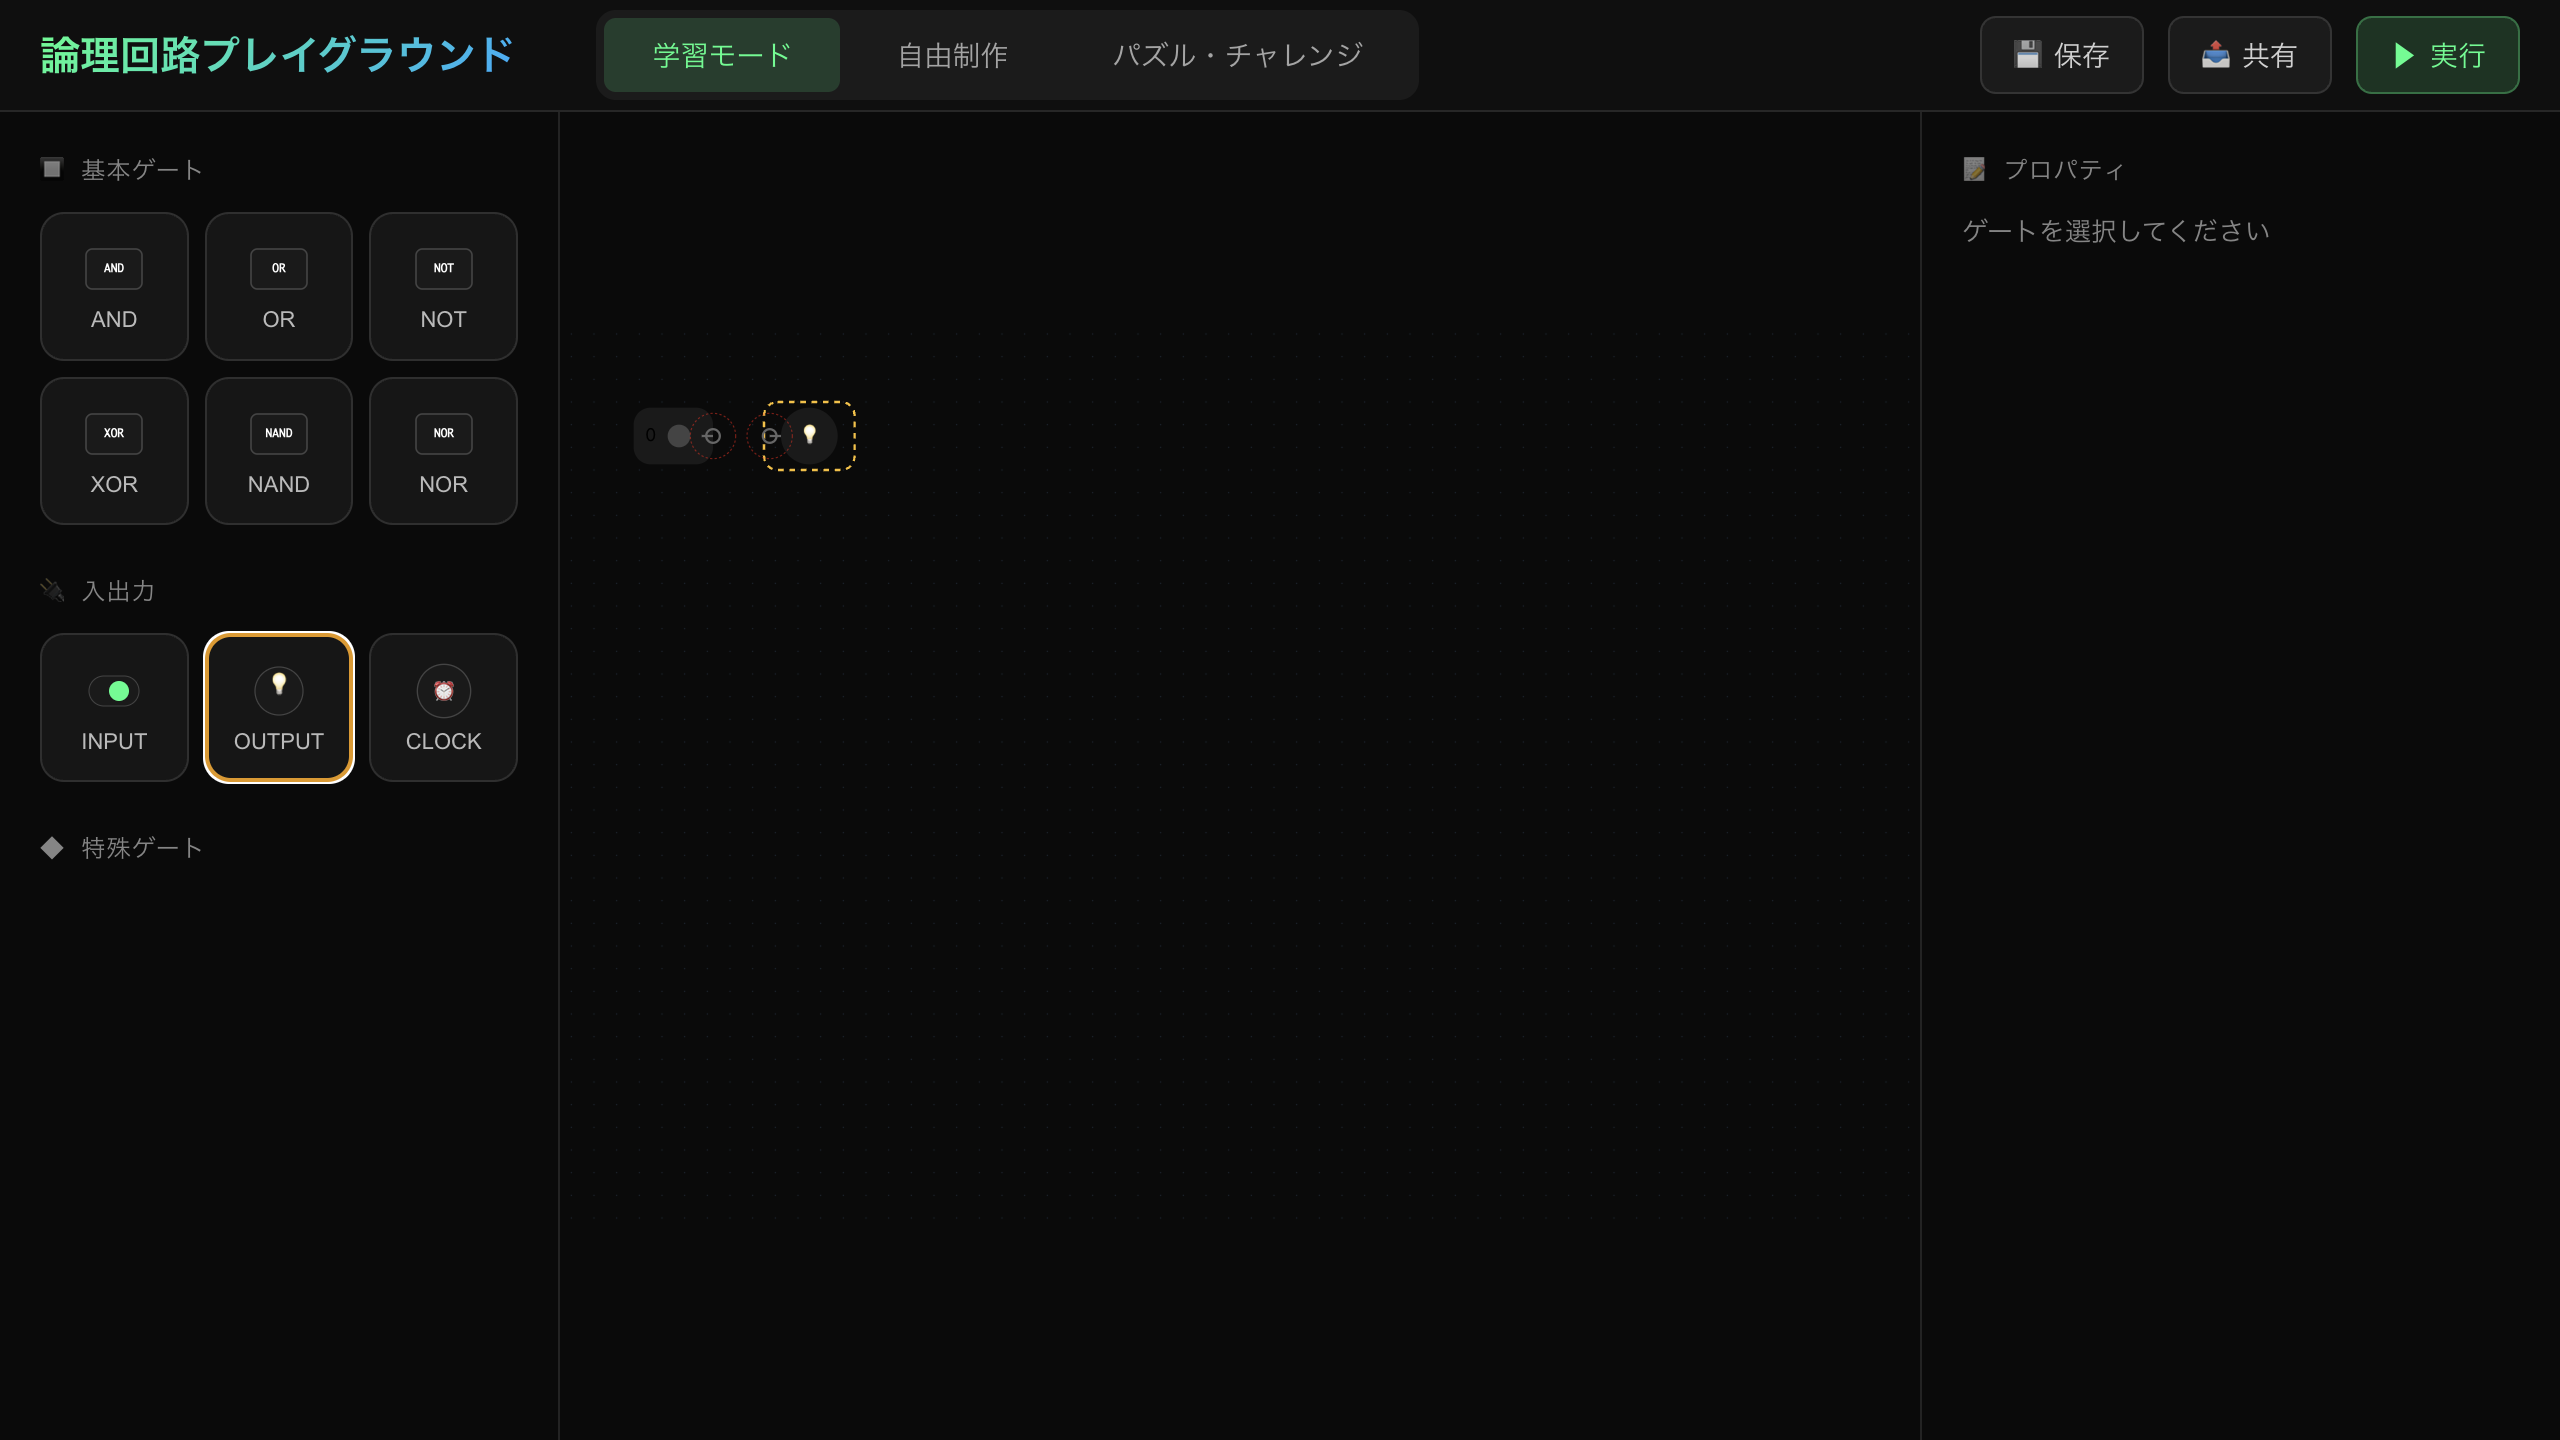 論理回路プレイグラウンド
学習モード
自由制作
パズル・チャレンジ
保存
共有
実行
基本ゲート
AND
AND
OR
OR
NOT
NOT
XOR
XOR
NAND
NAND
NOR
NOR
入出力
INPUT
OUTPUT
CLOCK
特殊ゲート
0
プロパティ
ゲートを選択してください